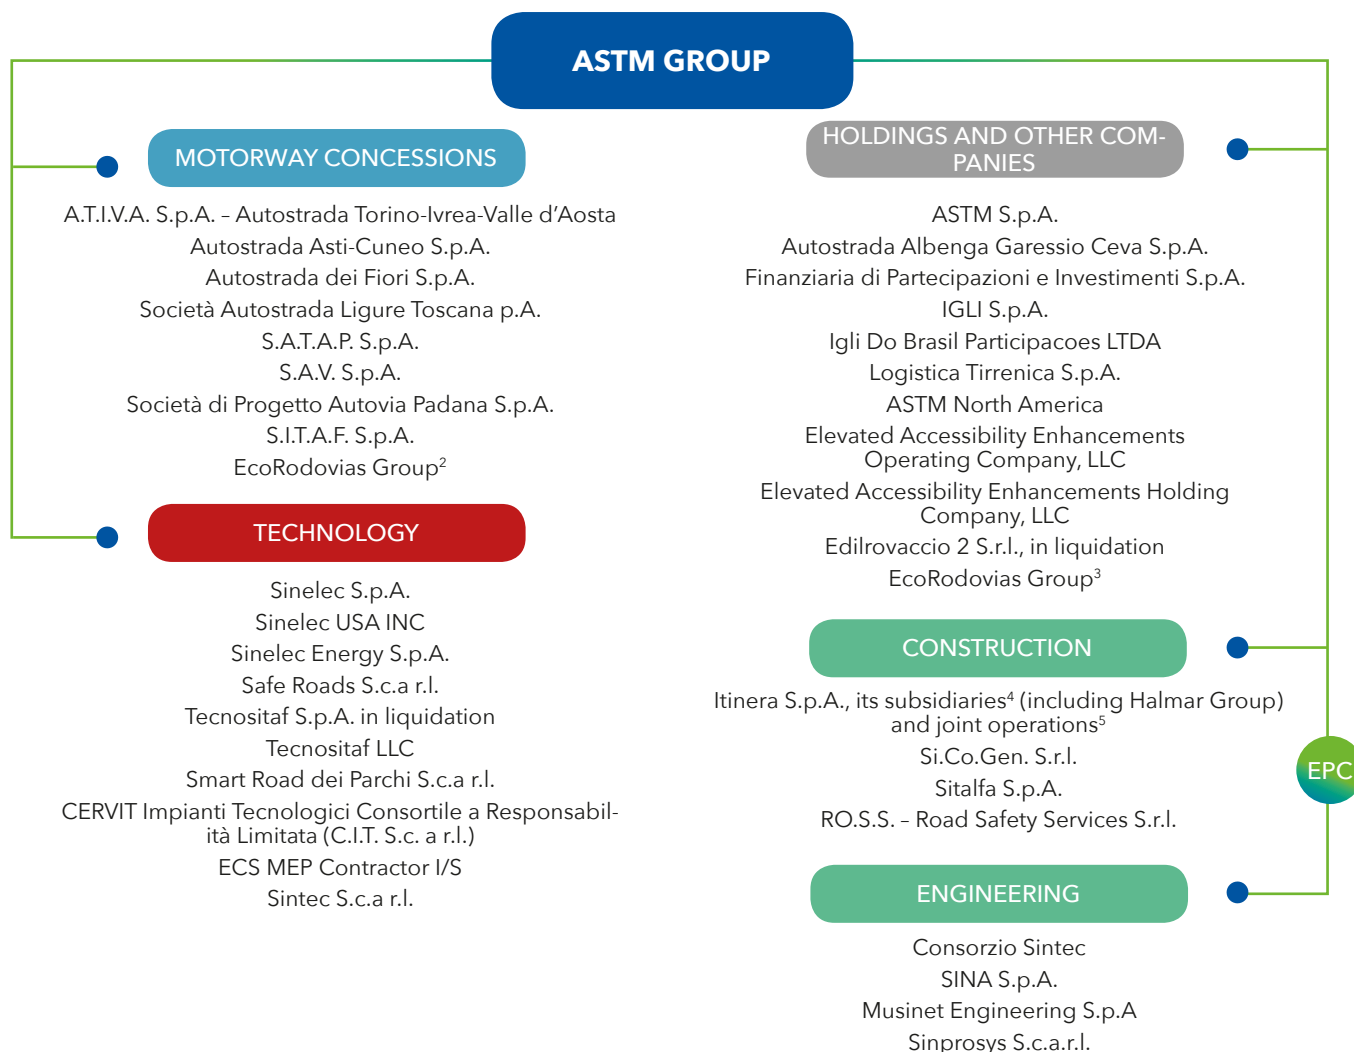 ASTM GROUP
MOTORWAY CONCESSIONS
A.T.I.V.A. S.p.A. – Autostrada Torino-Ivrea-Valle d’Aosta
Autostrada Asti-Cuneo S.p.A.
Autostrada dei Fiori S.p.A.
Società Autostrada Ligure Toscana p.A.
S.A.T.A.P. S.p.A.
S.A.V. S.p.A.
Società di Progetto Autovia Padana S.p.A.
S.I.T.A.F. S.p.A.
EcoRodovias Group²
TECHNOLOGY
Sinelec S.p.A.
Sinelec USA INC
Sinelec Energy S.p.A.
Safe Roads S.c.a r.l.
Tecnositaf S.p.A. in liquidation
Tecnositaf LLC
Smart Road dei Parchi S.c.a r.l.
CERVIT Impianti Tecnologici Consortile a Responsabil-
ità Limitata (C.I.T. S.c. a r.l.)
ECS MEP Contractor I/S
Sintec S.c.a r.l.
HOLDINGS AND OTHER COM-
PANIES
ASTM S.p.A.
Autostrada Albenga Garessio Ceva S.p.A.
Finanziaria di Partecipazioni e Investimenti S.p.A.
IGLI S.p.A.
Igli Do Brasil Participacoes LTDA
Logistica Tirrenica S.p.A.
ASTM North America
Elevated Accessibility Enhancements
Operating Company, LLC
Elevated Accessibility Enhancements Holding
Company, LLC
Edilrovaccio 2 S.r.l., in liquidation
EcoRodovias Group³
CONSTRUCTION
Itinera S.p.A., its subsidiaries⁴ (including Halmar Group)
and joint operations⁵
Si.Co.Gen. S.r.l.
Sitalfa S.p.A.
RO.S.S. – Road Safety Services S.r.l.
EPC
ENGINEERING
Consorzio Sintec
SINA S.p.A.
Musinet Engineering S.p.A
Sinprosys S.c.a.r.l.